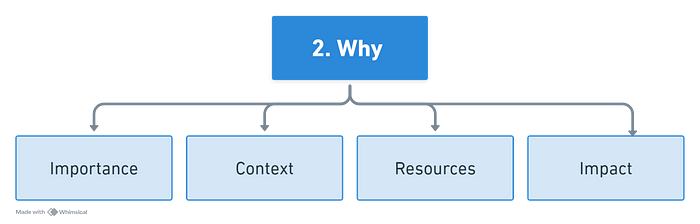 2. Why
Importance
Context
Resources
Impact
Made with Whimsical